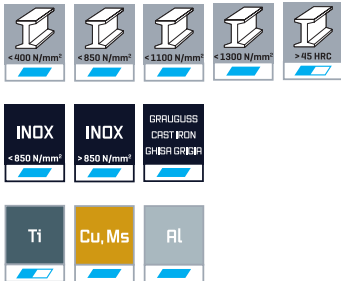 <400 N/mm²
<850 N/mm²
<1100 N/mm²
<1300 N/mm²
>45 HRC
INOX
<850 N/mm²
INOX
>850 N/mm²
GRAUGUSS
CAST IRON
GHISA GRIGIA
Ti
Cu, Ms
Al